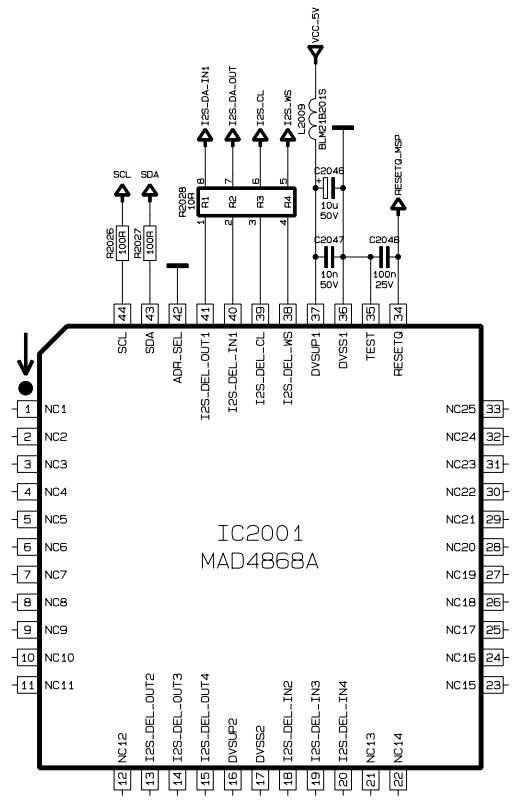 VCC_5V
I2S_DA-IN1
I2S_DA-OUT
I2S_CL
I2S_WS
L2009
BLM21B201S
RESETQ_MSP
SCL
SDA
R2028
10R
8
7
6
5
R1
R2
R3
R4
1
2
3
4
C2046
+
10u
50V
R2026
100R
R2027
100R
C2047
10n
50V
C2048
100n
25V
44
43
42
41
40
39
38
37
36
35
34
SCL
SDA
ADR_SEL
I2S_DEL_OUT1
I2S_DEL-IN1
I2S_DEL_CL
I2S_DEL_WS
DVSUP1
DVSS1
TEST
RESETQ
1 NC1
NC25 33
2 NC2
NC24 32
3 NC3
NC23 31
4 NC4
NC22 30
5 NC5
NC21 29
6 NC6
NC20 28
7 NC7
NC19 27
8 NC8
NC18 26
9 NC9
NC17 25
10 NC10
NC16 24
11 NC11
NC15 23
IC2001
MAD4868A
NC12
I2S_DEL_OUT2
I2S_DEL_OUT3
I2S_DEL_OUT4
DVSUP2
DVSS2
I2S_DEL_IN2
I2S_DEL_IN3
I2S_DEL_IN4
NC13
NC14
12
13
14
15
16
17
18
19
20
21
22